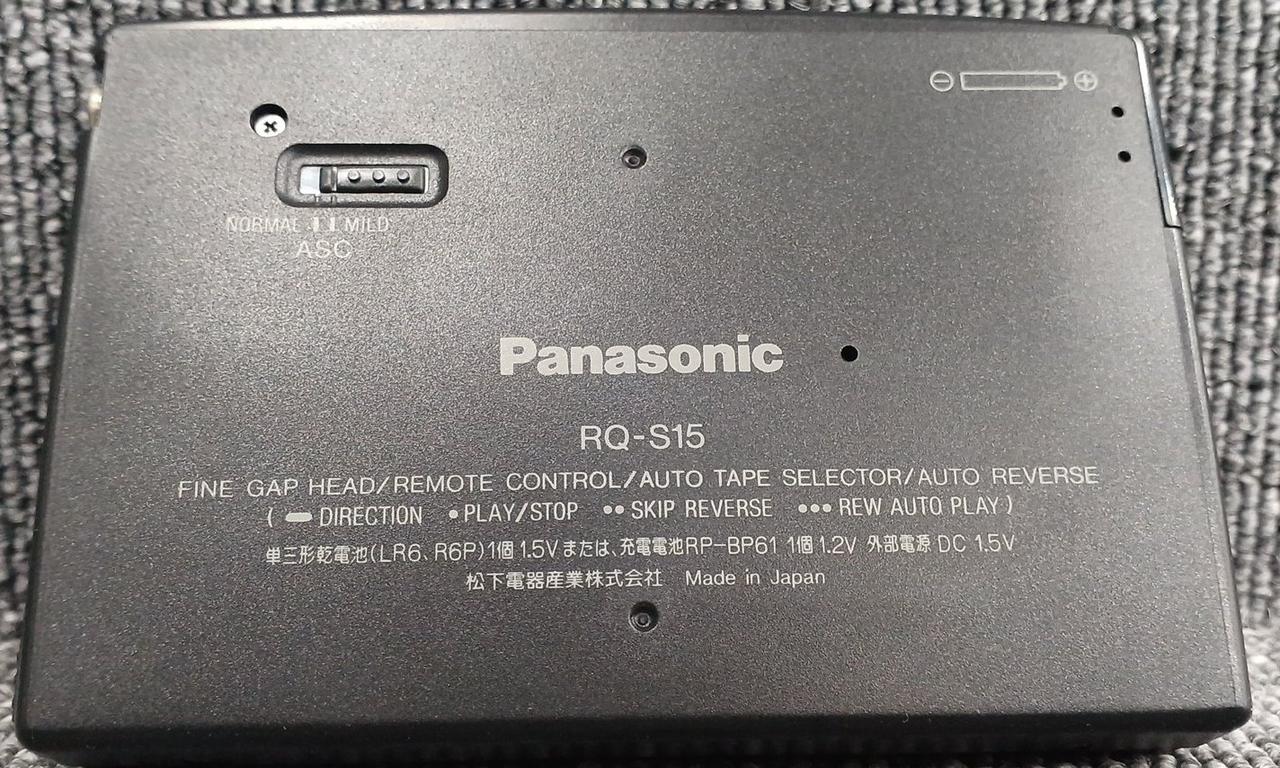 ⊖ ⊕
NORMAL MILD
ASC
Panasonic
RQ-S15
FINE GAP HEAD/REMOTE CONTROL/AUTO TAPE SELECTOR/AUTO REVERSE
( ▬ DIRECTION •PLAY/STOP ••SKIP REVERSE •••REW AUTO PLAY)
単三形乾電池(LR6、R6P)1個 1.5Vまたは、充電電池RP-BP61 1個 1.2V 外部電源 DC 1.5V
松下電器産業株式会社 Made in Japan